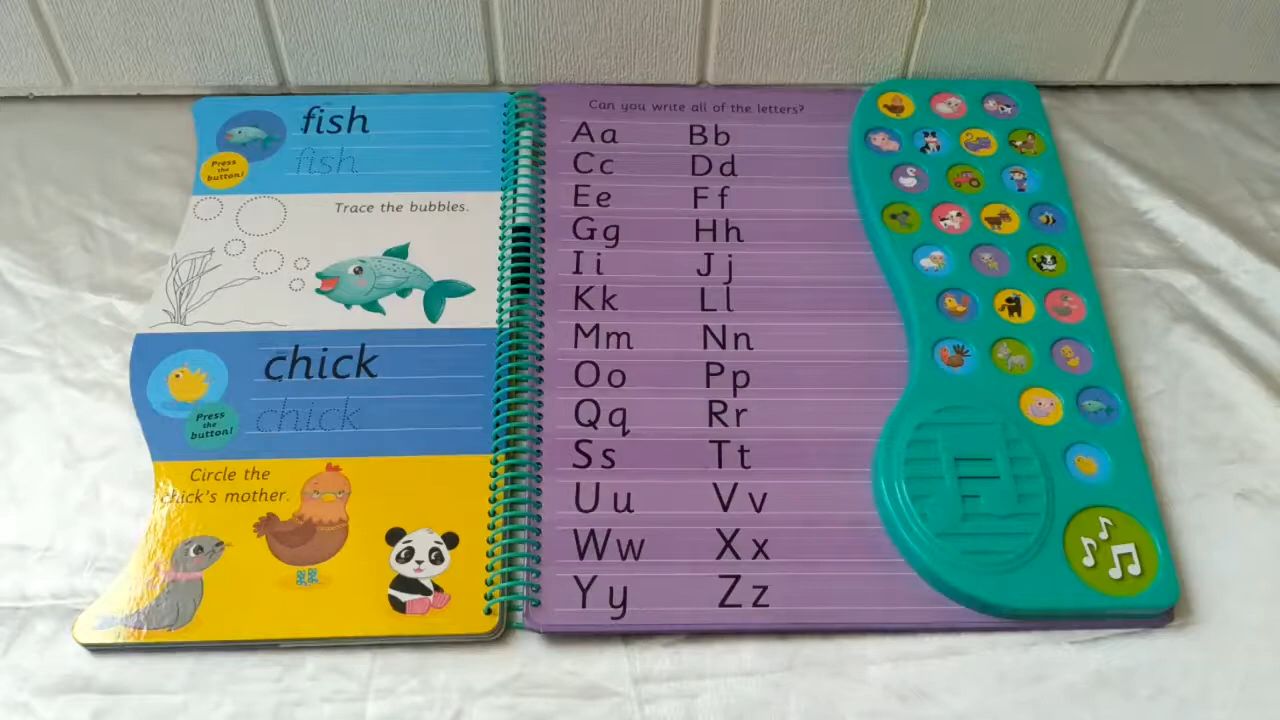 fish
fish
Press
the
button!
Trace the bubbles.
chick
chick
Press
the
button!
Circle the
chick's mother.
Can you write all of the letters?
Aa Bb
Cc Dd
Ee Ff
Gg Hh
Ii Jj
Kk Ll
Mm Nn
Oo Pp
Qq Rr
Ss Tt
Uu Vv
Ww Xx
Yy Zz